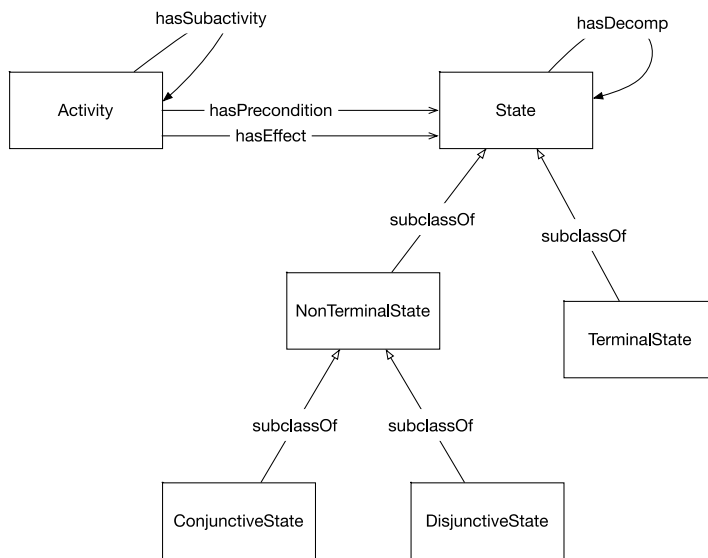 hasSubactivity
hasDecomp
Activity
hasPrecondition
State
hasEffect
subclassOf
subclassOf
NonTerminalState
TerminalState
subclassOf
subclassOf
ConjunctiveState
DisjunctiveState